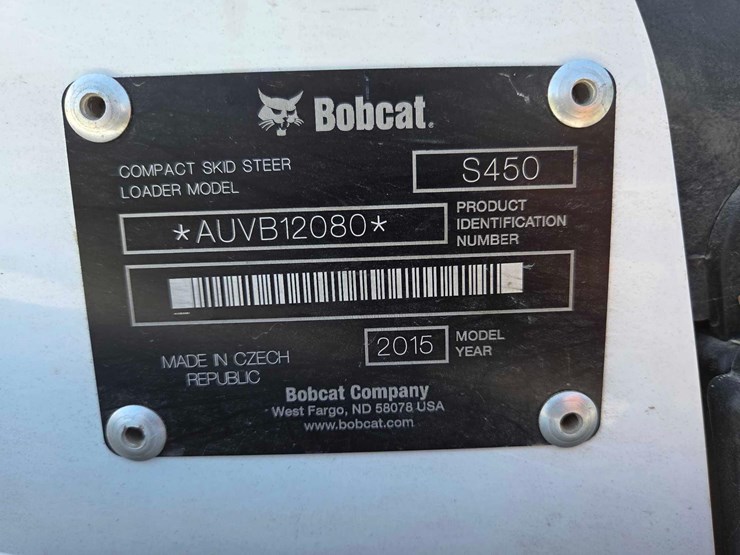 Bobcat.
COMPACT SKID STEER
LOADER MODEL
S450
*AUVB12080*
PRODUCT
IDENTIFICATION
NUMBER
2015
MODEL
YEAR
MADE IN CZECH
REPUBLIC
Bobcat Company
West Fargo, ND 58078 USA
www.bobcat.com